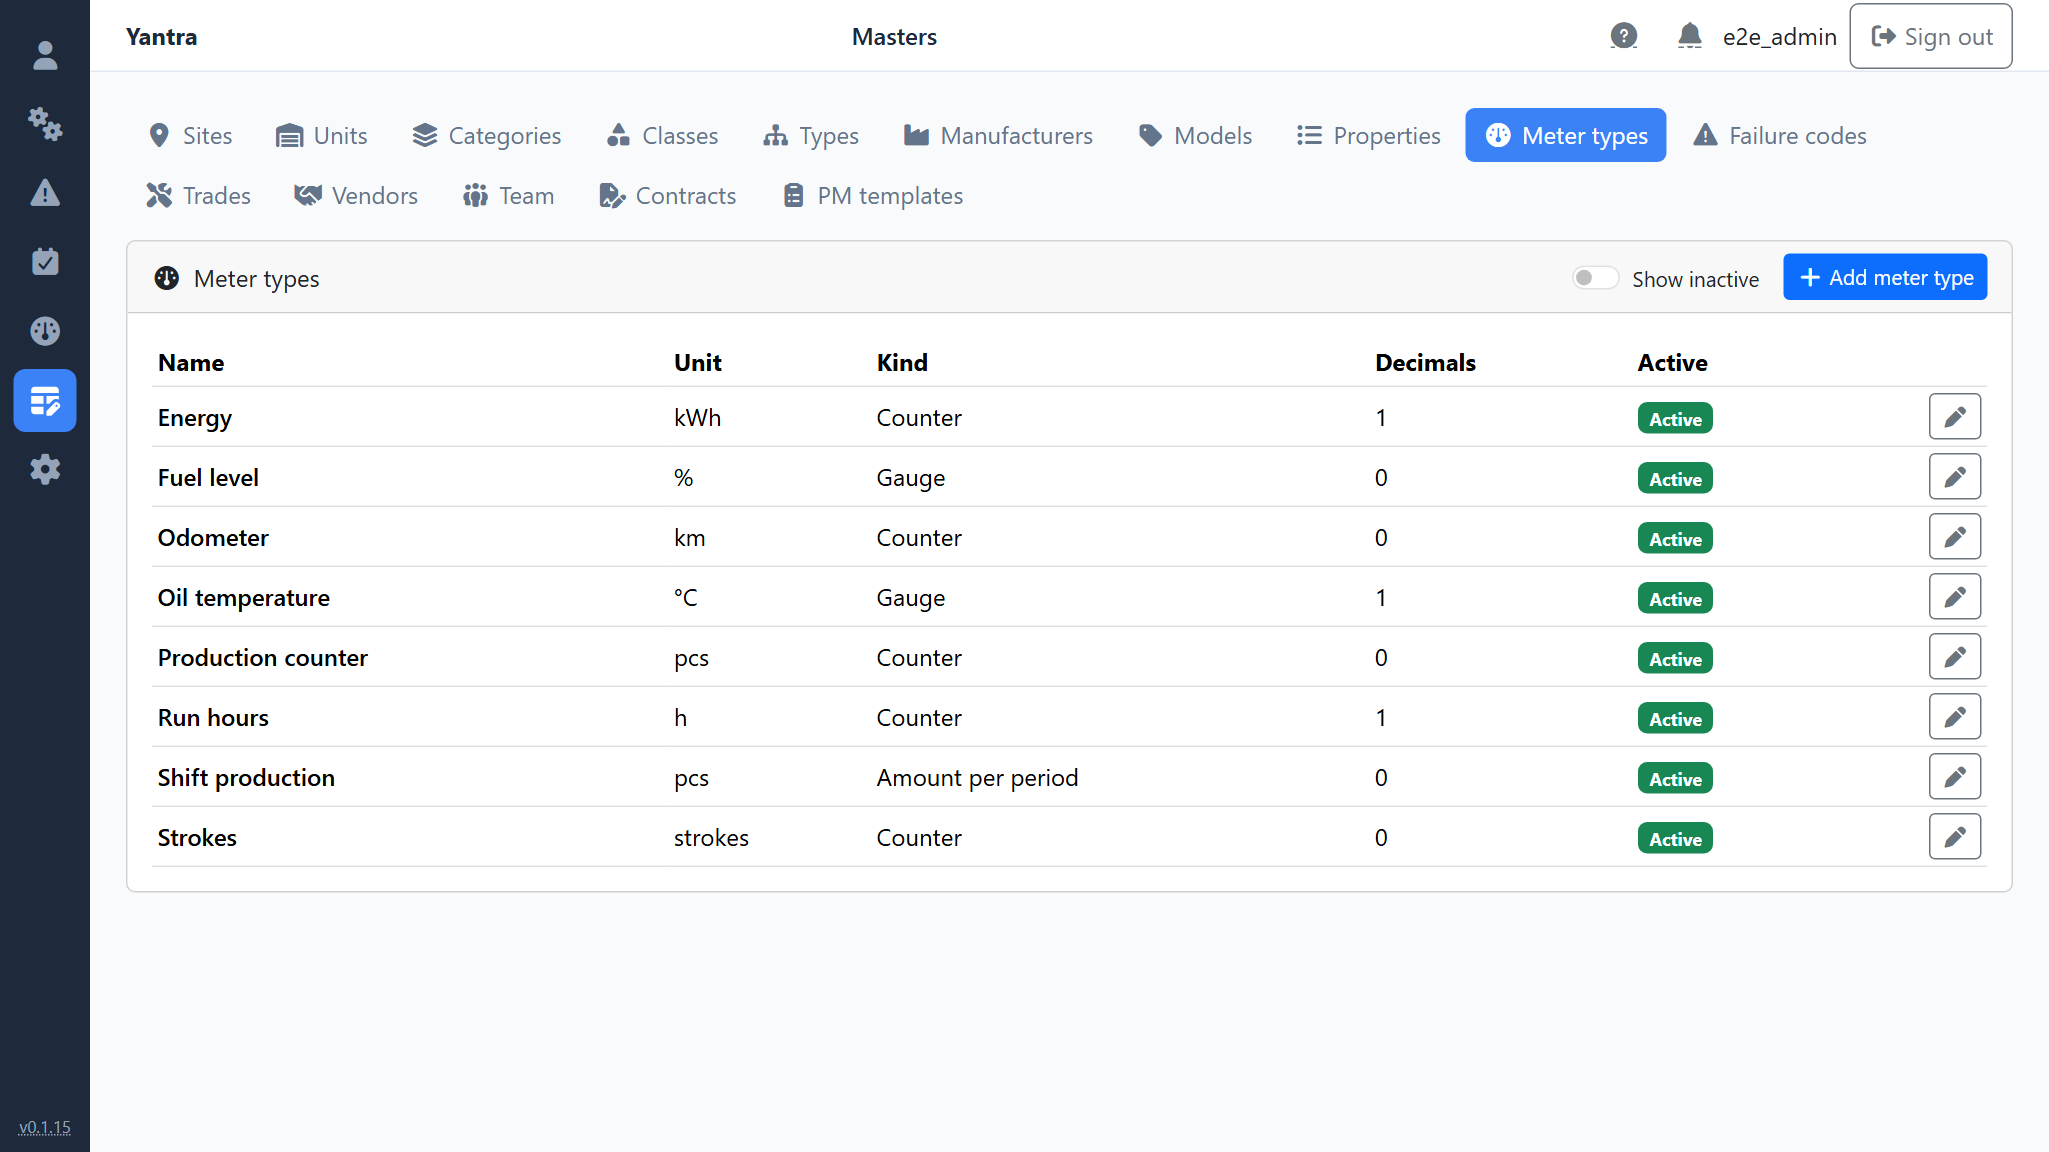 Yantra
Masters
e2e_admin
Sign out
Sites
Units
Categories
Classes
Types
Manufacturers
Models
Properties
Meter types
Failure codes
Trades
Vendors
Team
Contracts
PM templates
Meter types
Show inactive
Add meter type
Name Unit Kind Decimals Active
Energy kWh Counter 1 Active
Fuel level % Gauge 0 Active
Odometer km Counter 0 Active
Oil temperature °C Gauge 1 Active
Production counter pcs Counter 0 Active
Run hours h Counter 1 Active
Shift production pcs Amount per period 0 Active
Strokes strokes Counter 0 Active
v0.1.15